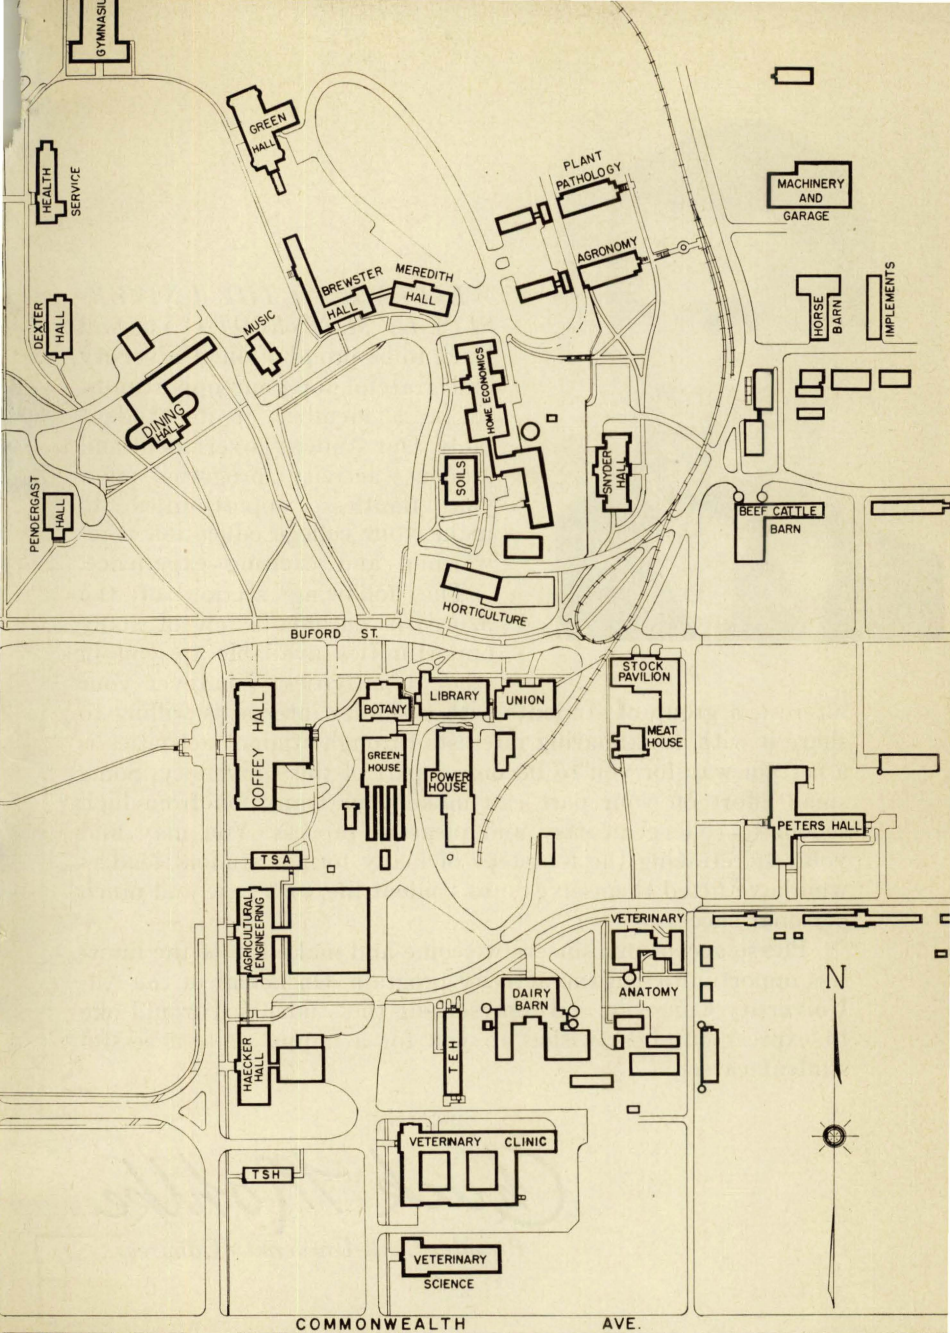 GYMNASIU
GREEN
HALL
HEALTH
SERVICE
PLANT
PATHOLOGY
MACHINERY
AND
GARAGE
AGRONOMY
BREWSTER
HALL
MEREDITH
HALL
DEXTER
HALL
MUSIC
HORSE
BARN
IMPLEMENTS
HOME ECONOMICS
DINING
HALL
SOILS
SNYDER
HALL
PENDERGAST
HALL
BEEF CATTLE
BARN
HORTICULTURE
BUFORD ST.
STOCK
PAVILION
COFFEY HALL
BOTANY
LIBRARY
UNION
MEAT
HOUSE
GREEN-
HOUSE
POWER
HOUSE
PETERS HALL
TSA
AGRICULTURAL
ENGINEERING
VETERINARY
ANATOMY
N
DAIRY
BARN
TEH
HAECKER
HALL
VETERINARY CLINIC
TSH
VETERINARY
SCIENCE
COMMONWEALTH AVE.